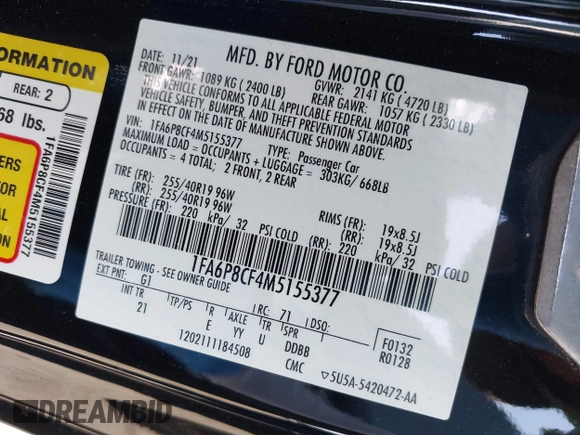 ORMATION
REAR: 2
68 lbs.
1FA6P8CF4M5155377
ERS
TOR
TION
MFD. BY FORD MOTOR CO.
DATE: 11/21
GVWR: 2141 KG ( 4720 LB)
FRONT GAWR: 1089 KG ( 2400 LB)
REAR GAWR: 1057 KG ( 2330 LB)
THIS VEHICLE CONFORMS TO ALL APPLICABLE FEDERAL MOTOR
VEHICLE SAFETY, BUMPER, AND THEFT PREVENTION STANDARDS
IN EFFECT ON THE DATE OF MANUFACTURE SHOWN ABOVE.
VIN: 1FA6P8CF4M5155377 TYPE: Passenger Car
MAXIMUM LOAD = OCCUPANTS + LUGGAGE = 303KG/ 668LB
OCCUPANTS = 4 TOTAL; 2 FRONT, 2 REAR
TIRE (FR): 255/40R19 96W RIMS (FR): 19x8.5J
(RR): 255/40R19 96W (RR): 19x8.5J
PRESSURE (FR): 220 kPa/ 32 PSI COLD (RR): 220 kPa/ 32 PSI COLD
1FA6P8CF4M5155377
TRAILER TOWING - SEE OWNER GUIDE
EXT PNT: G1 RC: 71 DSO: F0132
INT TR TP/PS R AXLE TR SPR R0128
21 E YY U DDBB
CMC
1202111184508
▽5U5A-5420472-AA
DREAMBID